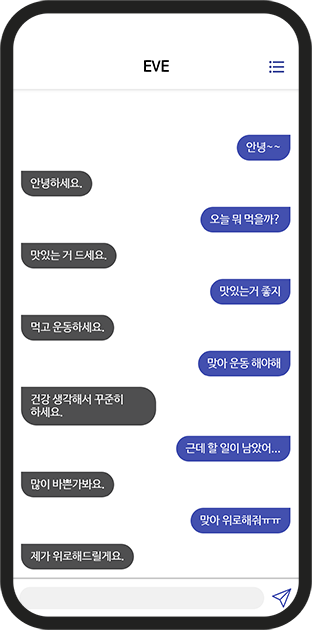 EVE
안녕~~
안녕하세요.
오늘 뭐 먹을까?
맛있는 거 드세요.
맛있는거 좋지
먹고 운동하세요.
맞아 운동 해야해
건강 생각해서 꾸준히
하세요.
근데 할 일이 남았어...
많이 바쁜가봐요.
맞아 위로해줘ㅠㅠ
제가 위로해드릴게요.